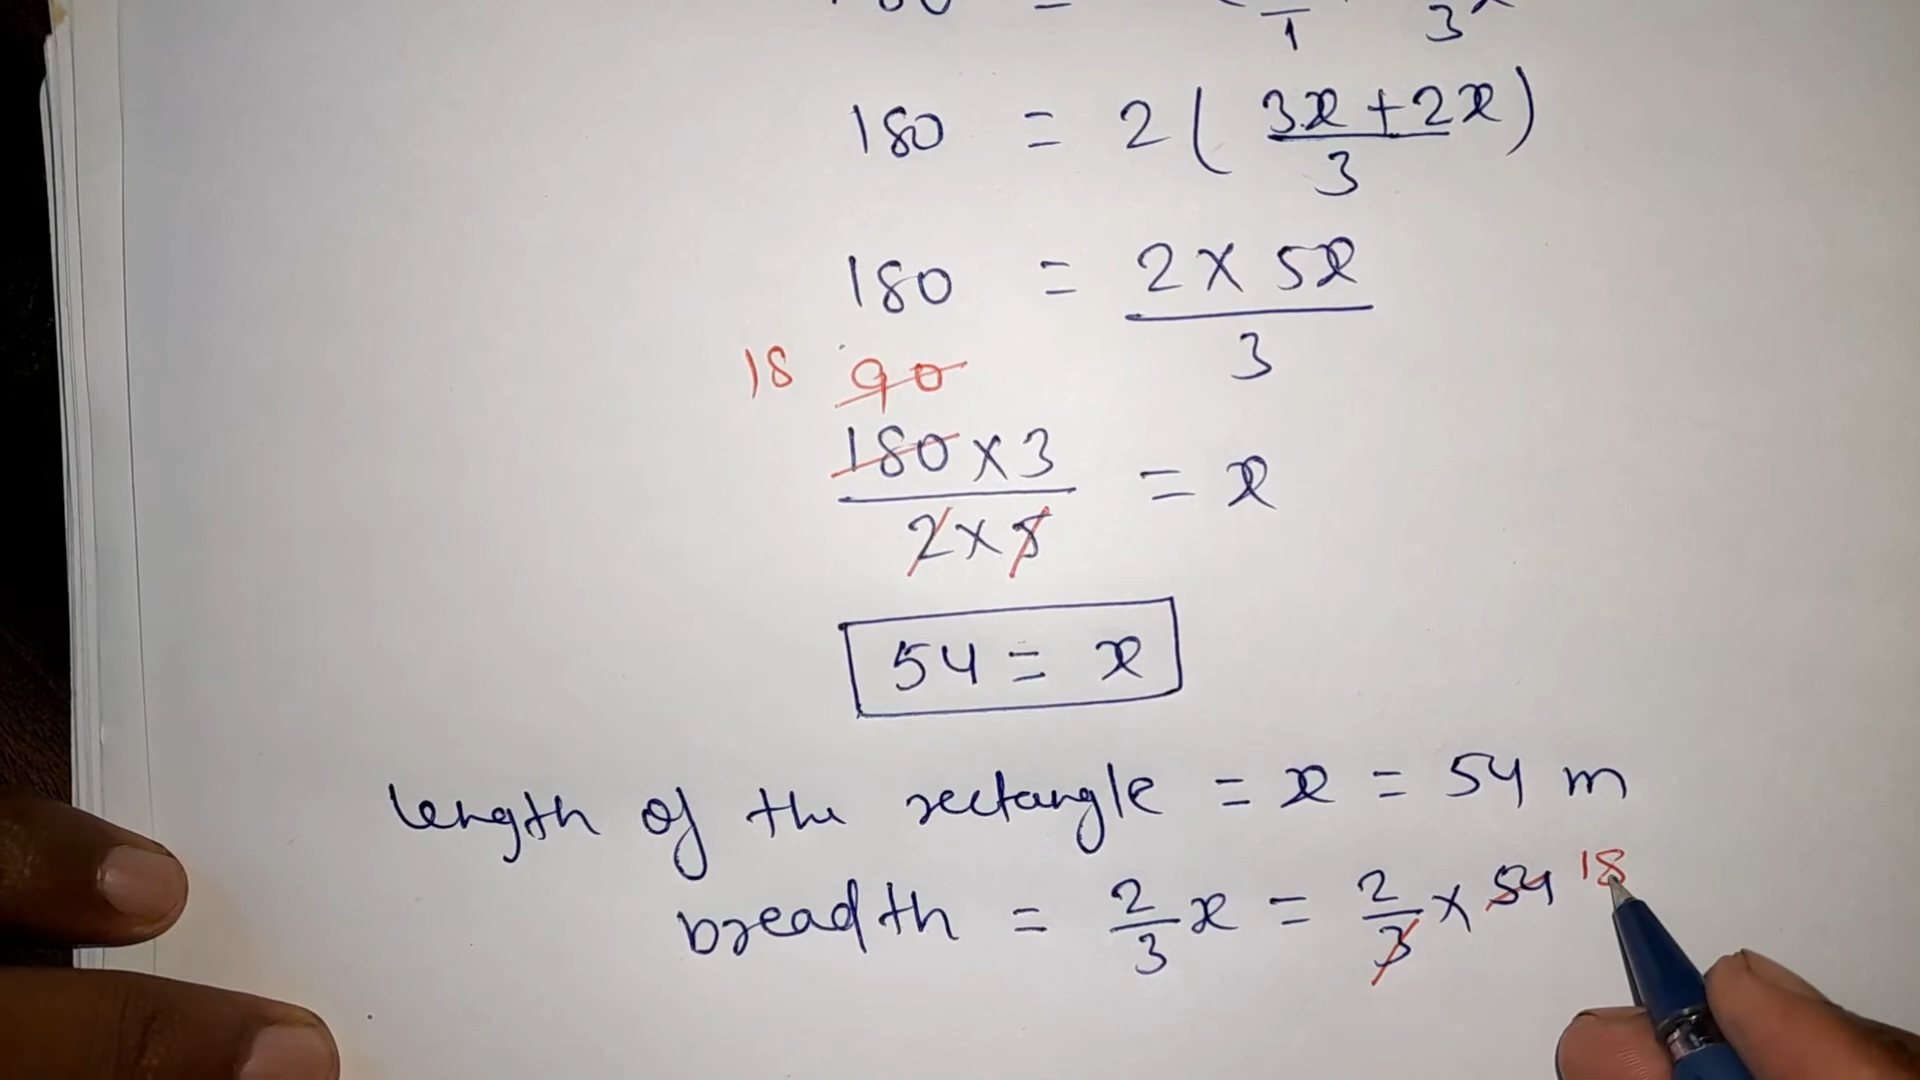 180 = 2 ( 3x + 2x / 3 )
180 = 2 × 5x / 3
18 90
180 × 3 / 2 × 5 = x
54 = x
length of the rectangle = x = 54 m
breadth = 2/3 x = 2/3 × 54 18